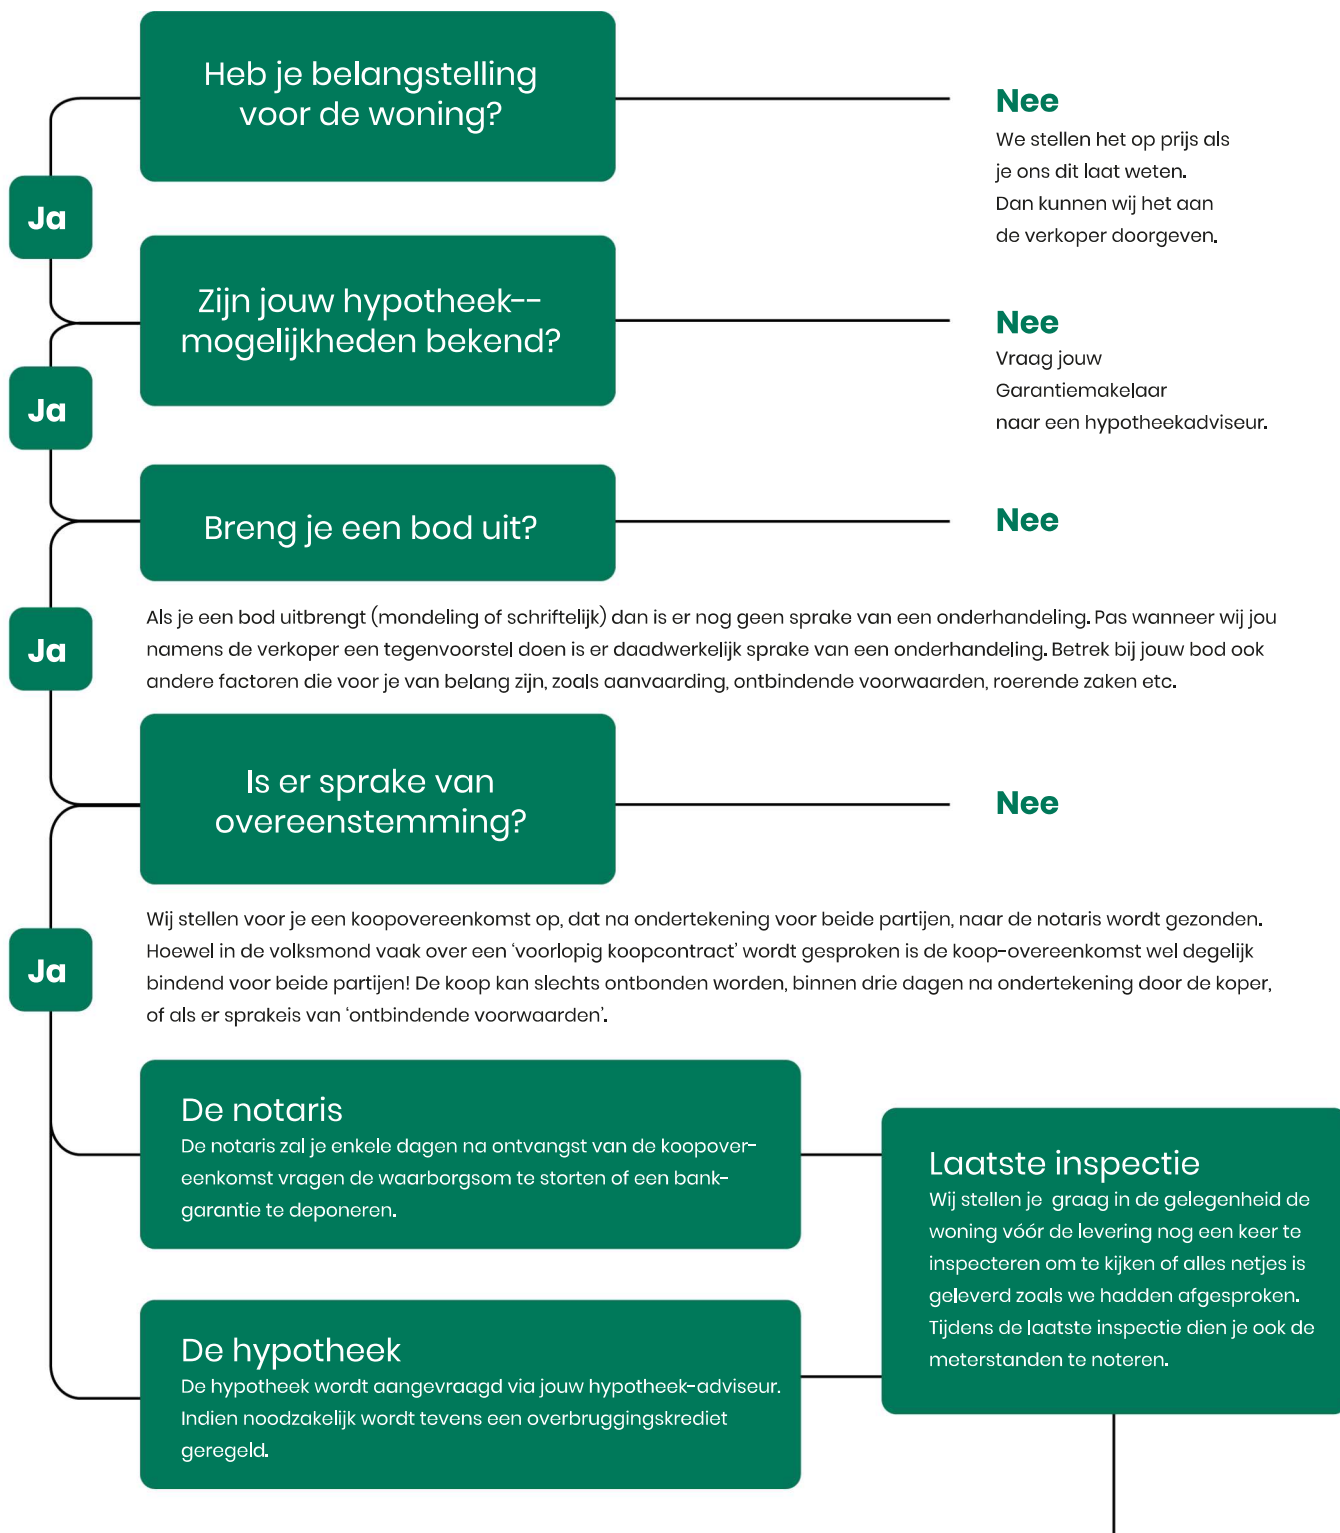 Heb je belangstelling
voor de woning?
Nee
We stellen het op prijs als
je ons dit laat weten.
Dan kunnen wij het aan
de verkoper doorgeven.
Ja
Zijn jouw hypotheek--
mogelijkheden bekend?
Nee
Vraag jouw
Garantiemakelaar
naar een hypotheekadviseur.
Ja
Breng je een bod uit?
Nee
Ja
Als je een bod uitbrengt (mondeling of schriftelijk) dan is er nog geen sprake van een onderhandeling. Pas wanneer wij jou
namens de verkoper een tegenvoorstel doen is er daadwerkelijk sprake van een onderhandeling. Betrek bij jouw bod ook
andere factoren die voor je van belang zijn, zoals aanvaarding, ontbindende voorwaarden, roerende zaken etc.
Is er sprake van
overeenstemming?
Nee
Ja
Wij stellen voor je een koopovereenkomst op, dat na ondertekening voor beide partijen, naar de notaris wordt gezonden.
Hoewel in de volksmond vaak over een ‘voorlopig koopcontract’ wordt gesproken is de koop-overeenkomst wel degelijk
bindend voor beide partijen! De koop kan slechts ontbonden worden, binnen drie dagen na ondertekening door de koper,
of als er sprakeis van ‘ontbindende voorwaarden’.
De notaris
De notaris zal je enkele dagen na ontvangst van de koopover-
eenkomst vragen de waarborgsom te storten of een bank-
garantie te deponeren.
Laatste inspectie
Wij stellen je graag in de gelegenheid de
woning vóór de levering nog een keer te
inspecteren om te kijken of alles netjes is
geleverd zoals we hadden afgesproken.
Tijdens de laatste inspectie dien je ook de
meterstanden te noteren.
De hypotheek
De hypotheek wordt aangevraagd via jouw hypotheek-adviseur.
Indien noodzakelijk wordt tevens een overbruggingskrediet
geregeld.